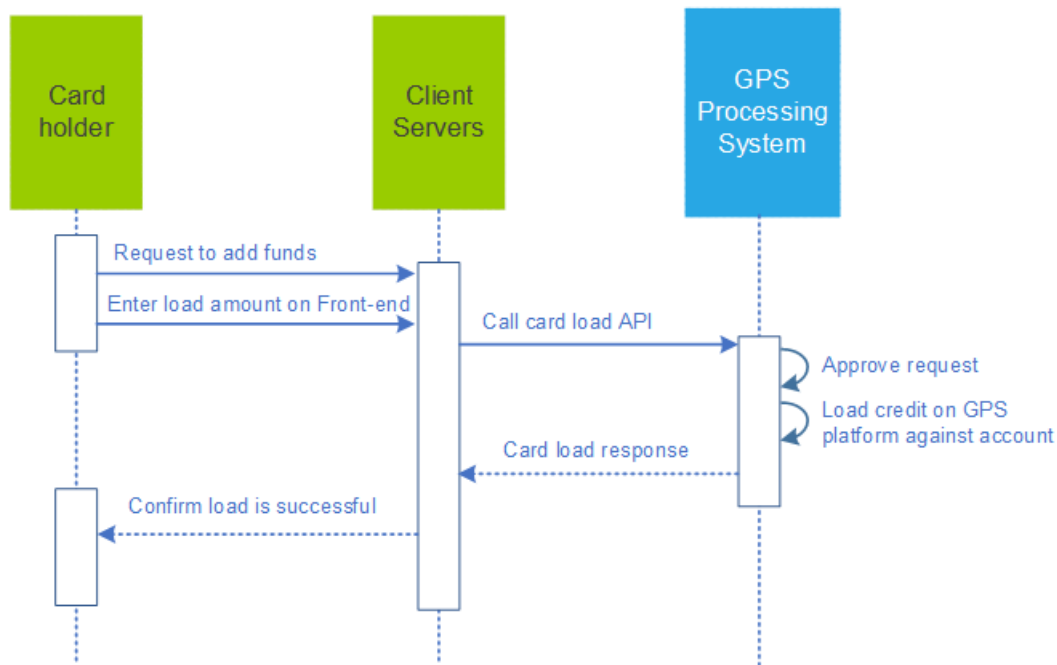 Card
holder
Client
Servers
GPS
Processing
System
Request to add funds
Enter load amount on Front-end
Call card load API
Approve request
Load credit on GPS
platform against account
Card load response
Confirm load is successful